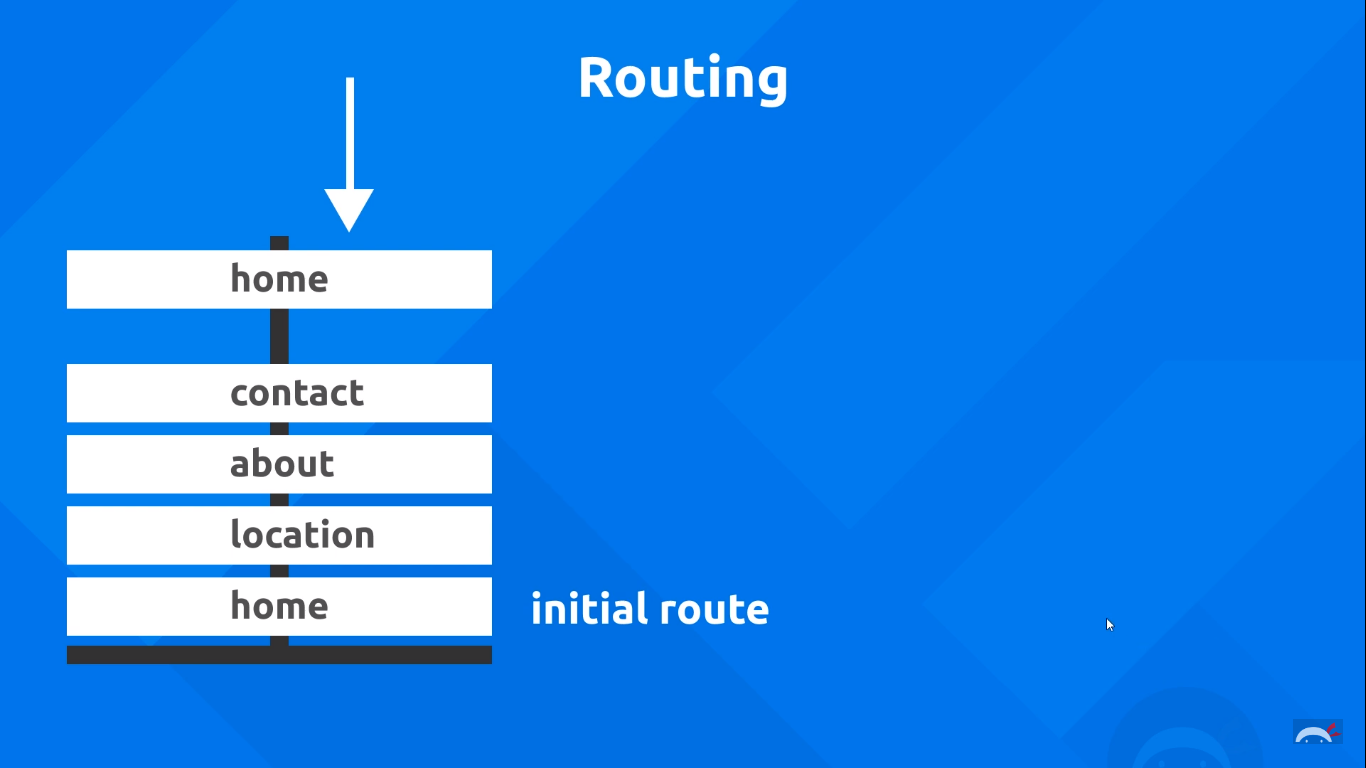 Routing
home
contact
about
location
home
initial route